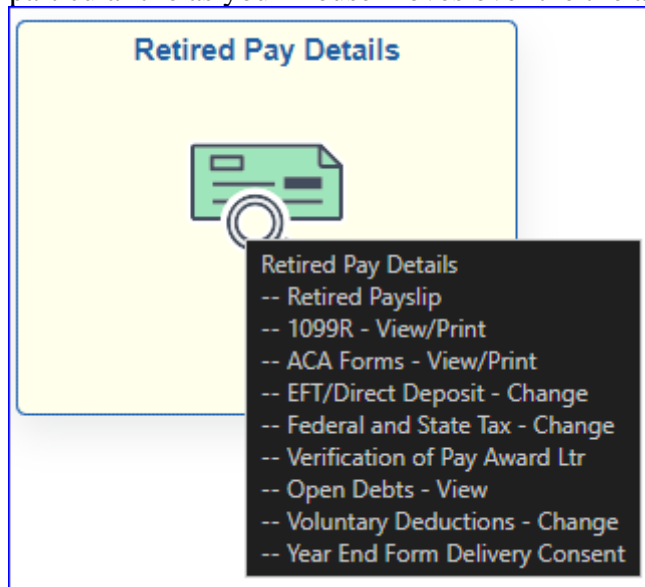 Retired Pay Details
Retired Pay Details
-- Retired Payslip
-- 1099R - View/Print
-- ACA Forms - View/Print
-- EFT/Direct Deposit - Change
-- Federal and State Tax - Change
-- Verification of Pay Award Ltr
-- Open Debts - View
-- Voluntary Deductions - Change
-- Year End Form Delivery Consent